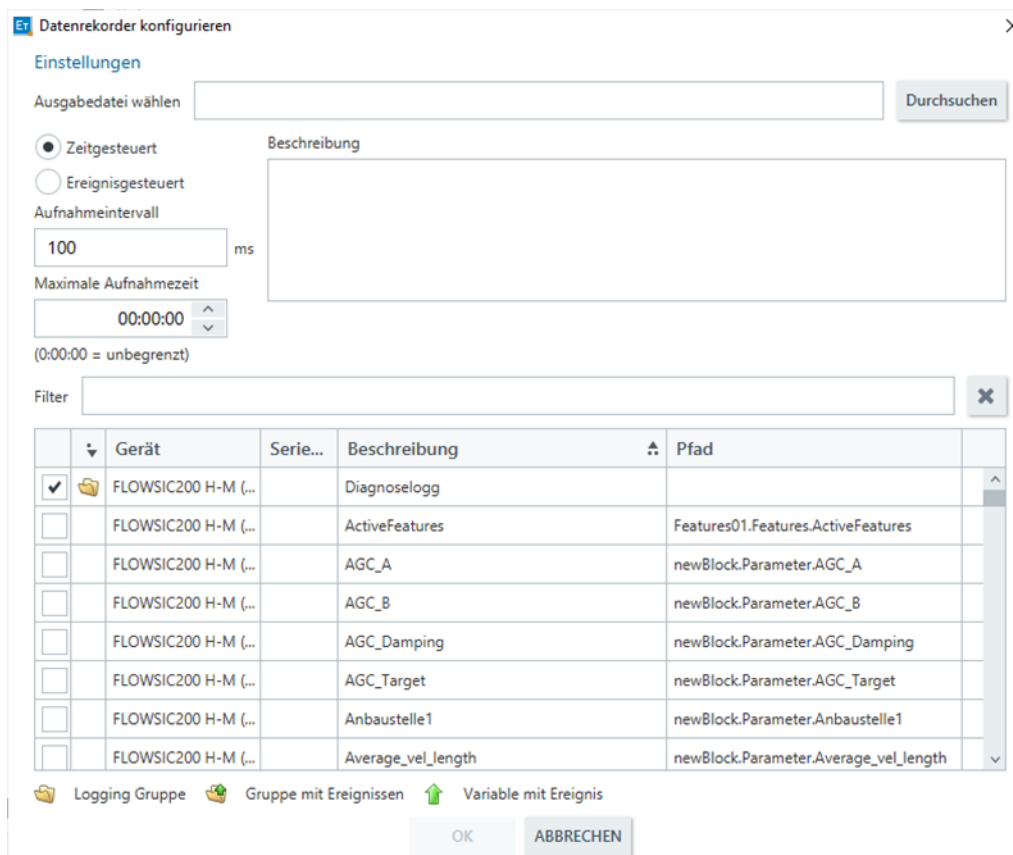 ET Datenrekorder konfigurieren
Einstellungen
Ausgabedatei wählen
Durchsuchen
Zeitgesteuert
Beschreibung
Ereignisgesteuert
Aufnahmeintervall
100 ms
Maximale Aufnahmezeit
00:00:00
(0:00:00 = unbegrenzt)
Filter
Gerät Serie... Beschreibung Pfad
FLOWSIC200 H-M (... Diagnoselogg
FLOWSIC200 H-M (... ActiveFeatures Features01.Features.ActiveFeatures
FLOWSIC200 H-M (... AGC_A newBlock.Parameter.AGC_A
FLOWSIC200 H-M (... AGC_B newBlock.Parameter.AGC_B
FLOWSIC200 H-M (... AGC_Damping newBlock.Parameter.AGC_Damping
FLOWSIC200 H-M (... AGC_Target newBlock.Parameter.AGC_Target
FLOWSIC200 H-M (... Anbaustelle1 newBlock.Parameter.Anbaustelle1
FLOWSIC200 H-M (... Average_vel_length newBlock.Parameter.Average_vel_length
Logging Gruppe Gruppe mit Ereignissen Variable mit Ereignis
OK ABBRECHEN